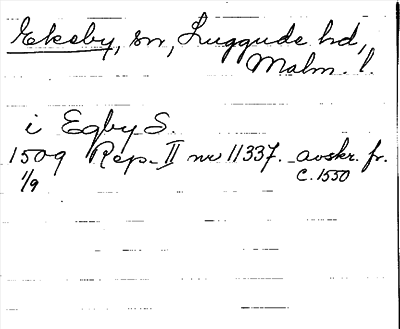 Ekeby, sn, Luggude hd,
Malm. l.
i Egby S.
1509 Rep. II nr 11337. avskr. fr.
1/9 c. 1550